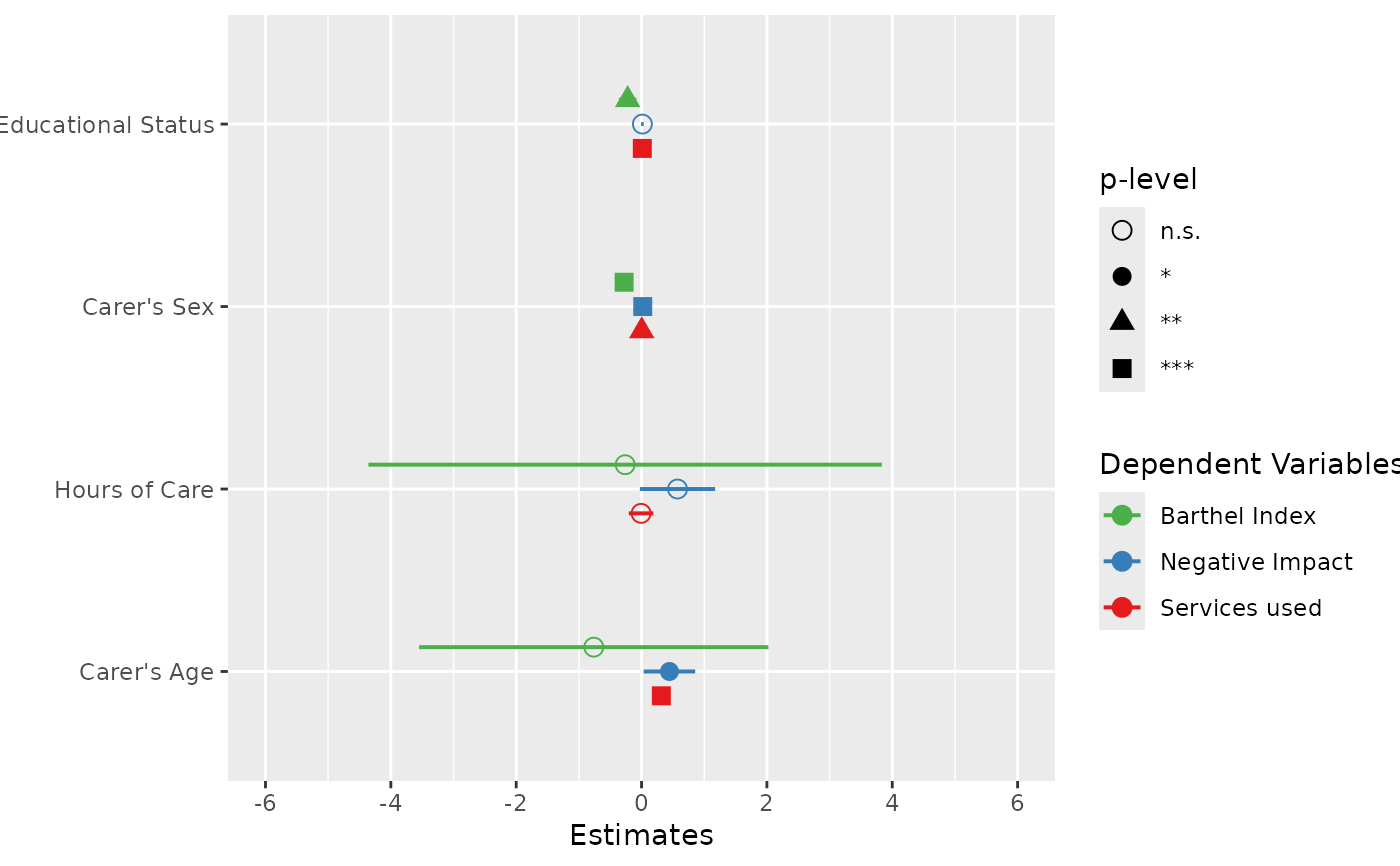 Educational Status
Carer's Sex
Hours of Care
Carer's Age
-6 -4 -2 0 2 4 6
Estimates
p-level
n.s.
*
**
***
Dependent Variables
Barthel Index
Negative Impact
Services used